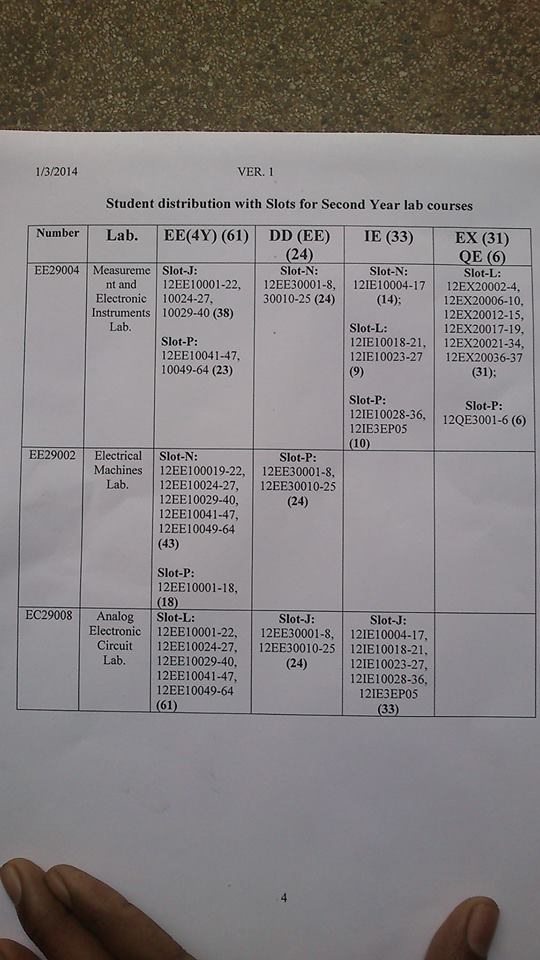 1/3/2014 VER. 1
Student distribution with Slots for Second Year lab courses
Number Lab. EE(4Y) (61) DD (EE) (24) IE (33) EX (31) QE (6)
EE29004
Measureme
nt and
Electronic
Instruments
Lab.
Slot-J:
12EE10001-22,
10024-27,
10029-40 (38)
Slot-P:
12EE10041-47,
10049-64 (23)
Slot-N:
12EE30001-8,
30010-25 (24)
Slot-N:
12IE10004-17
(14);
Slot-L:
12IE10018-21,
12IE10023-27
(9)
Slot-P:
12IE10028-36,
12IE3EP05
(10)
Slot-L:
12EX20002-4,
12EX20006-10,
12EX20012-15,
12EX20017-19,
12EX20021-34,
12EX20036-37
(31);
Slot-P:
12QE3001-6 (6)
EE29002
Electrical
Machines
Lab.
Slot-N:
12EE100019-22,
12EE10024-27,
12EE10029-40,
12EE10041-47,
12EE10049-64
(43)
Slot-P:
12EE10001-18,
(18)
Slot-P:
12EE30001-8,
12EE30010-25
(24)
EC29008
Analog
Electronic
Circuit
Lab.
Slot-L:
12EE10001-22,
12EE10024-27,
12EE10029-40,
12EE10041-47,
12EE10049-64
(61)
Slot-J:
12EE30001-8,
12EE30010-25
(24)
Slot-J:
12IE10004-17,
12IE10018-21,
12IE10023-27,
12IE10028-36,
12IE3EP05
(33)
4